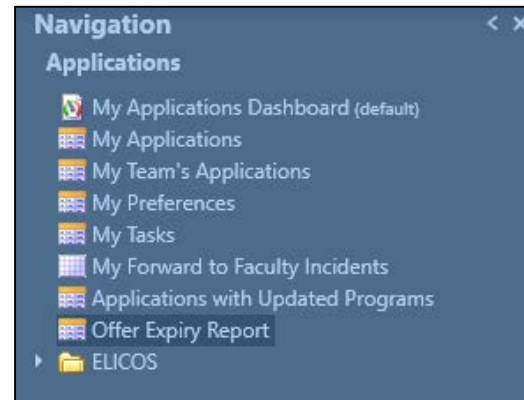 Navigation
Applications
My Applications Dashboard (default)
My Applications
My Team's Applications
My Preferences
My Tasks
My Forward to Faculty Incidents
Applications with Updated Programs
Offer Expiry Report
ELICOS